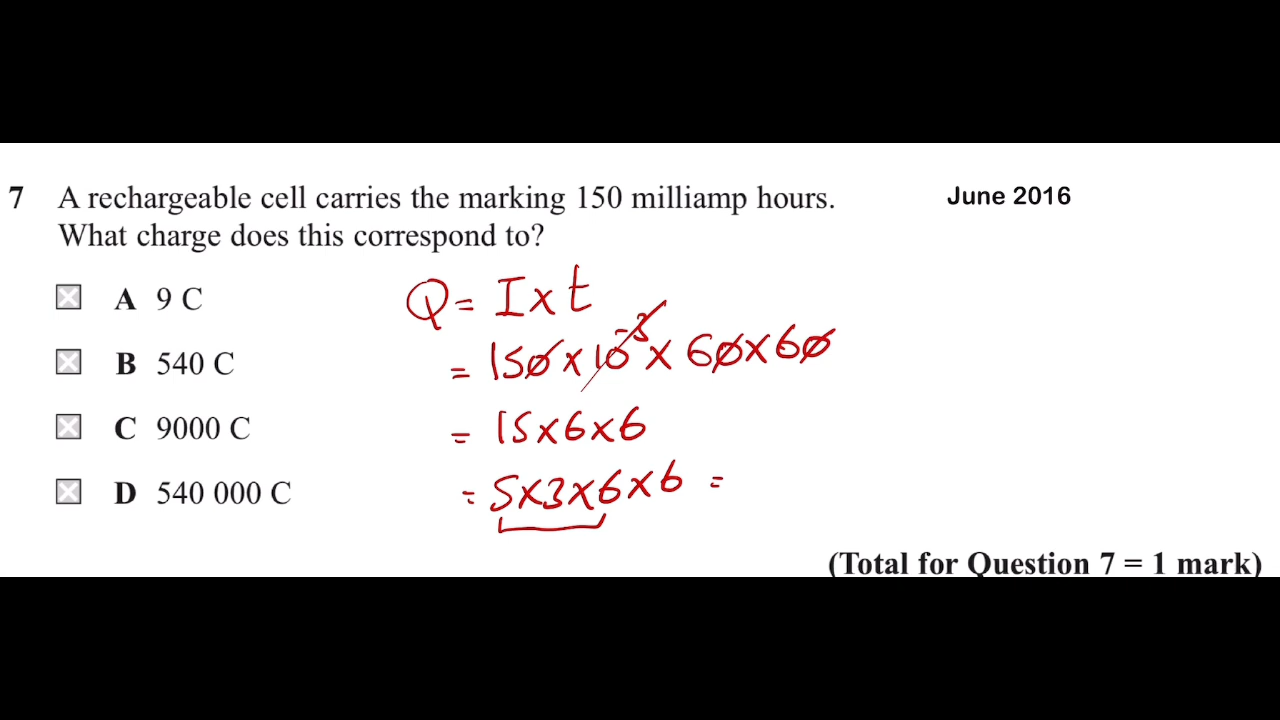 7 A rechargeable cell carries the marking 150 milliamp hours. June 2016
What charge does this correspond to?
A 9 C
B 540 C
C 9000 C
D 540 000 C
Q = I x t
= 150 x 10⁻³ x 60 x 60
= 15 x 6 x 6
= 5 x 3 x 6 x 6 =
(Total for Question 7 = 1 mark)